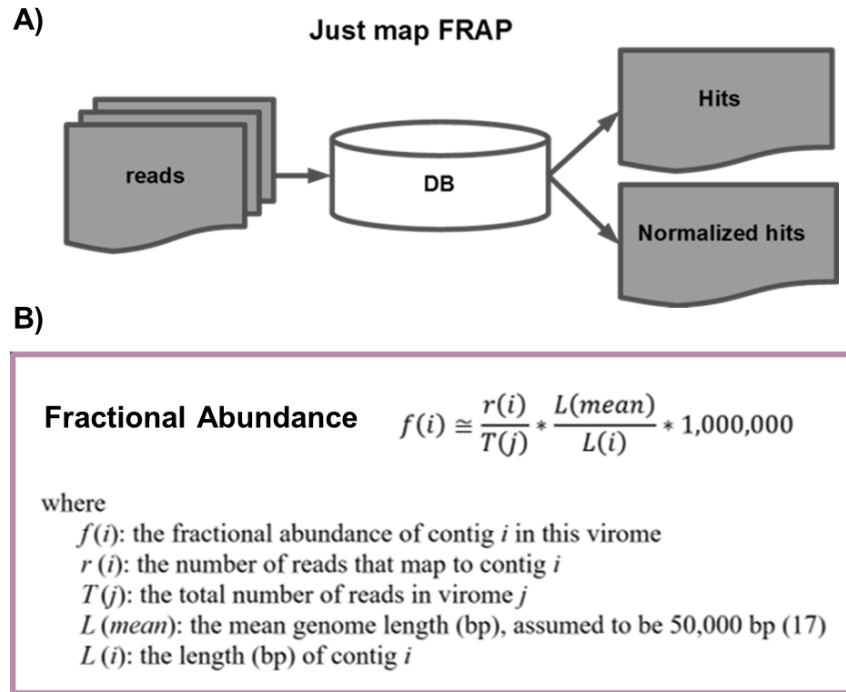 A)
Just map FRAP
reads
DB
Hits
Normalized hits
B)
Fractional Abundance f(i) ≅ r(i)/T(j) * L(mean)/L(i) * 1,000,000
where
f(i): the fractional abundance of contig i in this virome
r (i): the number of reads that map to contig i
T (j): the total number of reads in virome j
L (mean): the mean genome length (bp), assumed to be 50,000 bp (17)
L (i): the length (bp) of contig i